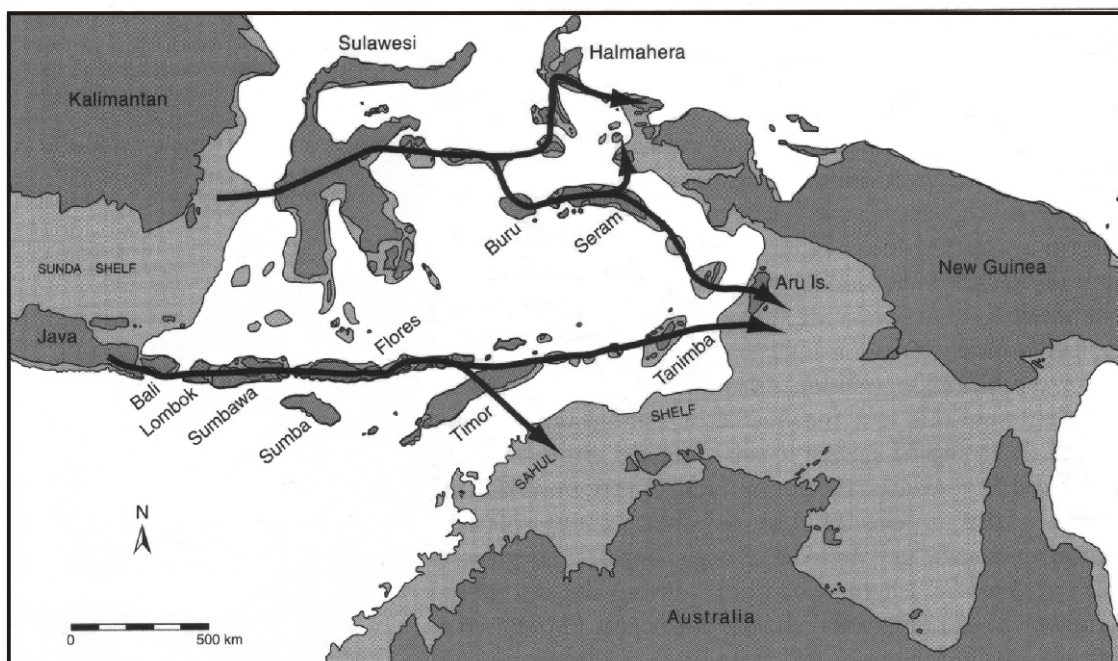 Sulawesi
Halmahera
Kalimantan
Buru
Seram
New Guinea
SUNDA SHELF
Aru Is.
Java
Flores
Tanimba
Bali
Lombok
Sumbawa
Sumba
Timor
SHELF
SAHUL
N
Australia
0 500 km